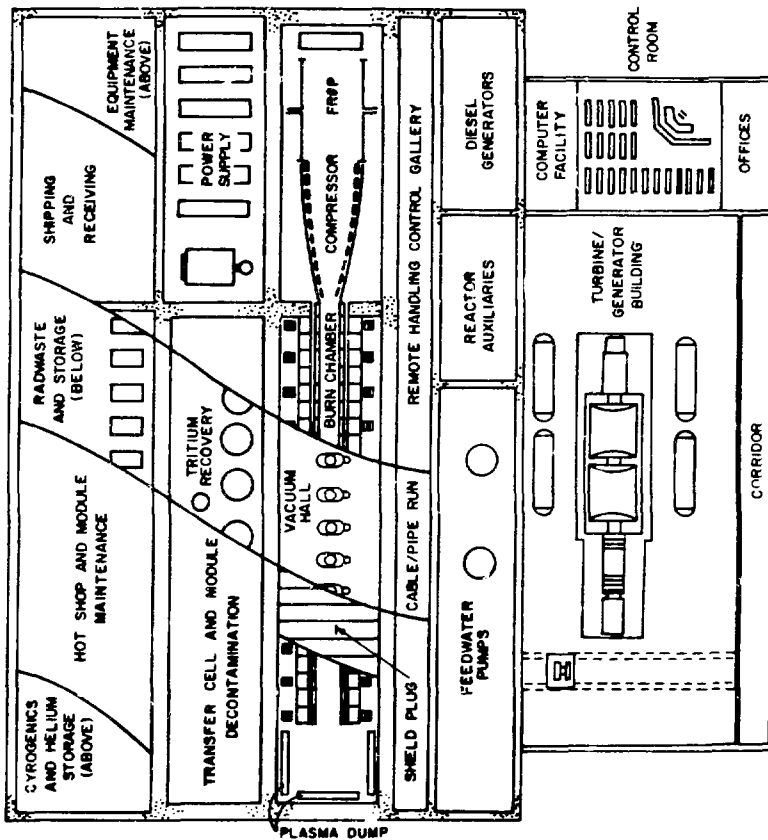 CYROGENICS
AND HELIUM
STORAGE
(ABOVE)
HOT SHOP AND MODULE
MAINTENANCE
RADWASTE
AND STORAGE
(BELOW)
SHIPPING
AND
RECEIVING
EQUIPMENT
MAINTENANCE
(ABOVE)
TRANSFER CELL AND MODULE
DECONTAMINATION
TRITIUM
RECOVERY
POWER
SUPPLY
PLASMA DUMP
VACUUM
HALL
BURN CHAMBER
COMPRESSOR
FRØP
SHIELD PLUG
CABLE/PIPE RUN
REMOTE HANDLING CONTROL GALLERY
FEEDWATER
PUMPS
REACTOR
AUXILIARIES
DIESEL
GENERATORS
TURBINE/
GENERATOR
BUILDING
COMPUTER
FACILITY
CONTROL
ROOM
OFFICES
CORRIDOR